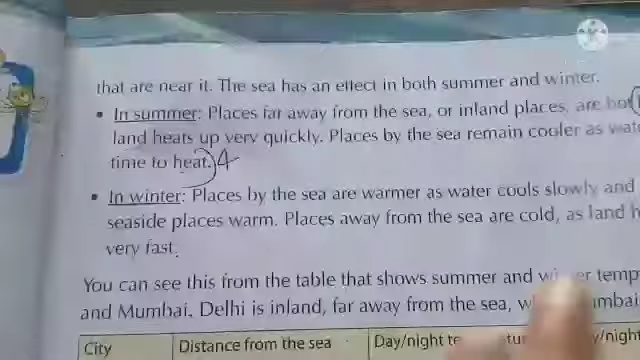 that are near it. The sea has an effect in both summer and winter.
• In summer: Places far away from the sea, or inland places, are hot
land heats up very quickly. Places by the sea remain cooler as
time to heat.) 4
• In winter: Places by the sea are warmer as water cools slowly and
seaside places warm. Places away from the sea are cold, as land
very fast.
You can see this from the table that shows summer and
and Mumbai. Delhi is inland, far away from the sea,
City Distance from the sea Day/night